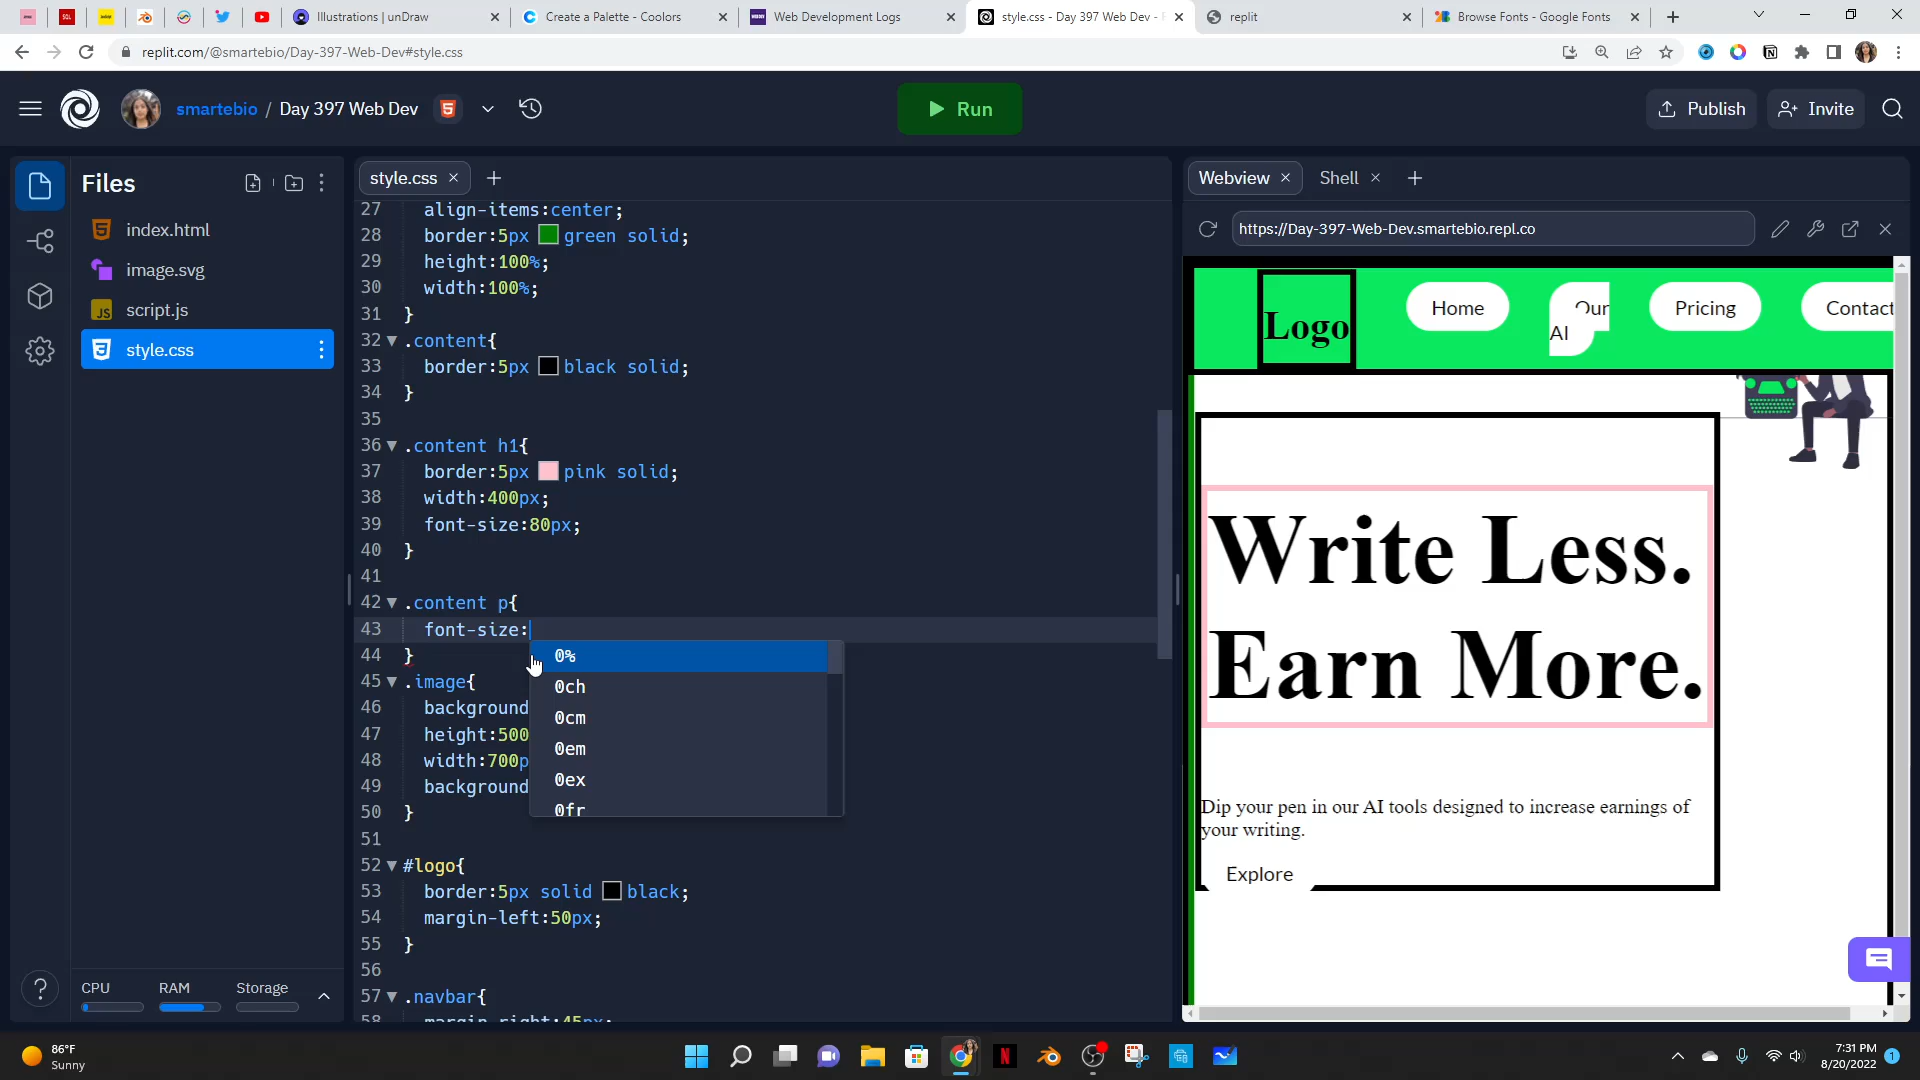 Illustrations | unDraw
Create a Palette - Coolors
Web Development Logs
style.css - Day 397 Web Dev -
replit
Browse Fonts - Google Fonts
replit.com/@smartebio/Day-397-Web-Dev#style.css
smartebio / Day 397 Web Dev
Run
Publish
Invite
Files
index.html
image.svg
script.js
style.css
CPU
RAM
Storage
style.css
27 align-items:center;
28 border:5px green solid;
29 height:100%;
30 width:100%;
31 }
32 .content{
33 border:5px black solid;
34 }
35
36 .content h1{
37 border:5px pink solid;
38 width:400px;
39 font-size:80px;
40 }
41
42 .content p{
43 font-size:
44 }
45 .image{
46 background
47 height:500
48 width:700p
49 background
50 }
51
52 #logo{
53 border:5px solid black;
54 margin-left:50px;
55 }
56
57 .navbar{
58 margin-right:45px;
0%
0ch
0cm
0em
0ex
0fr
Webview
Shell
https://Day-397-Web-Dev.smartebio.repl.co
Logo
Home
Our
AI
Pricing
Contact
Write Less.
Earn More.
Dip your pen in our AI tools designed to increase earnings of
your writing.
Explore
86°F
Sunny
7:31 PM
8/20/2022
1